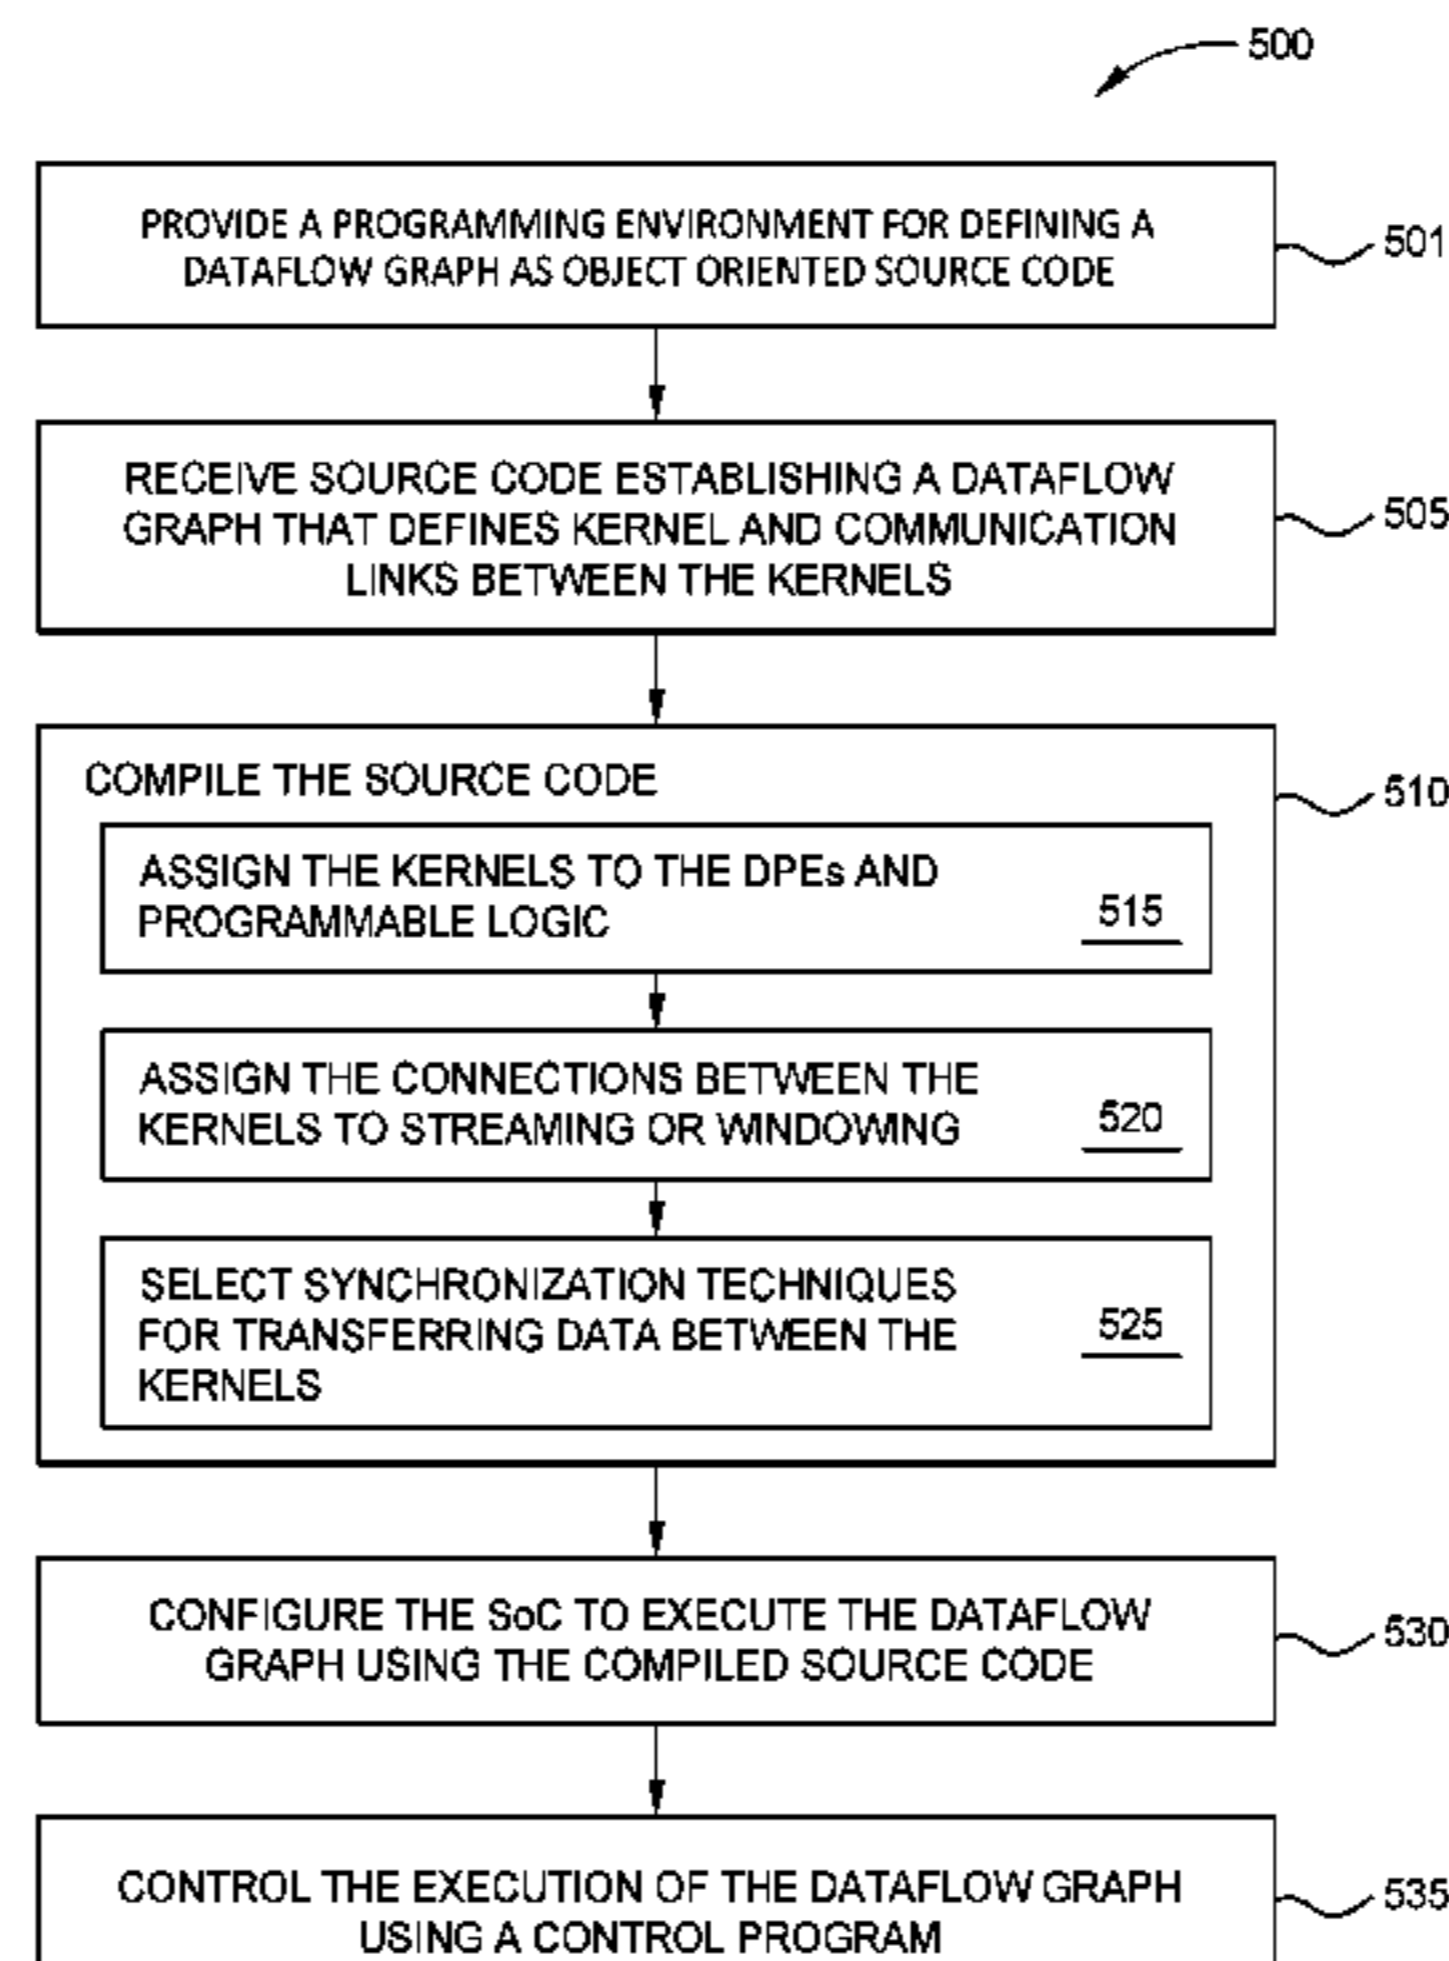 500
PROVIDE A PROGRAMMING ENVIRONMENT FOR DEFINING A
DATAFLOW GRAPH AS OBJECT ORIENTED SOURCE CODE
501
RECEIVE SOURCE CODE ESTABLISHING A DATAFLOW
GRAPH THAT DEFINES KERNEL AND COMMUNICATION
LINKS BETWEEN THE KERNELS
505
COMPILE THE SOURCE CODE
510
ASSIGN THE KERNELS TO THE DPEs AND
PROGRAMMABLE LOGIC
515
ASSIGN THE CONNECTIONS BETWEEN THE
KERNELS TO STREAMING OR WINDOWING
520
SELECT SYNCHRONIZATION TECHNIQUES
FOR TRANSFERRING DATA BETWEEN THE
KERNELS
525
CONFIGURE THE SoC TO EXECUTE THE DATAFLOW
GRAPH USING THE COMPILED SOURCE CODE
530
CONTROL THE EXECUTION OF THE DATAFLOW GRAPH
USING A CONTROL PROGRAM
535